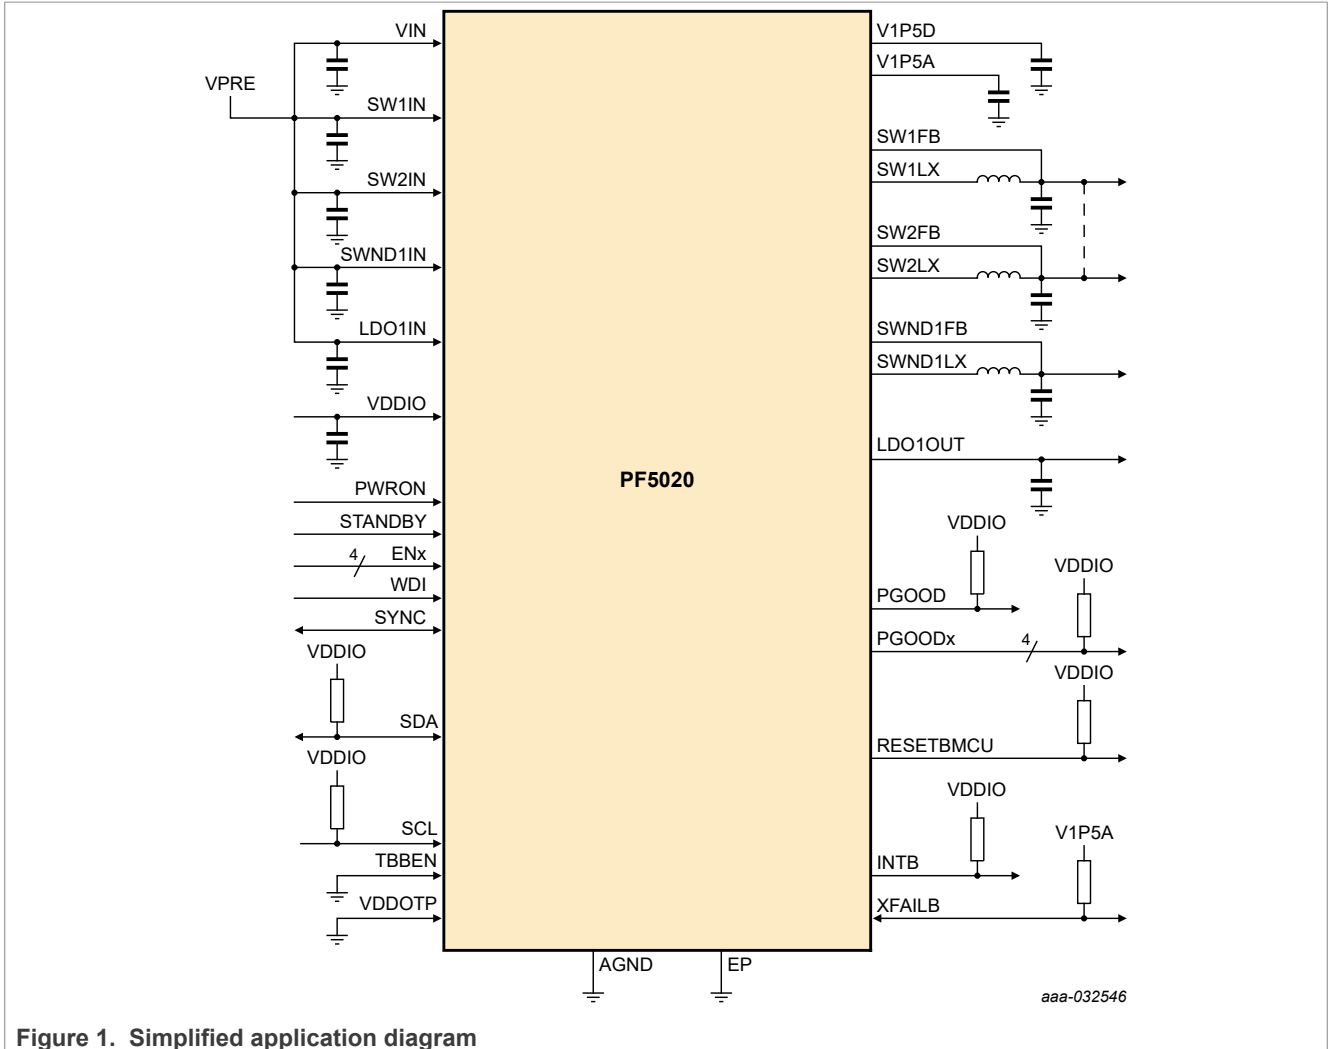 VIN
VPRE
SW1IN
SW2IN
SWND1IN
LDO1IN
VDDIO
PWRON
STANDBY
4
ENx
WDI
SYNC
VDDIO
SDA
VDDIO
SCL
TBBEN
VDDOTP
PF5020
V1P5D
V1P5A
SW1FB
SW1LX
SW2FB
SW2LX
SWND1FB
SWND1LX
LDO1OUT
VDDIO
PGOOD
VDDIO
PGOODx
4
VDDIO
RESETBMCU
VDDIO
INTB
V1P5A
XFAILB
AGND
EP
aaa-032546
Figure 1. Simplified application diagram